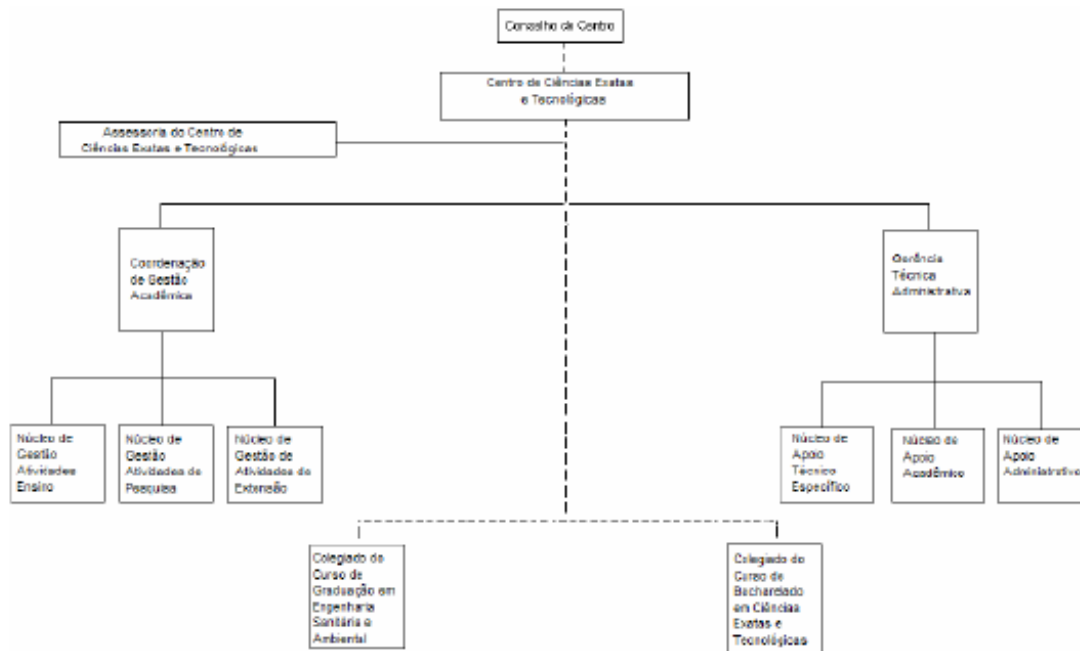 Conselho de Centro
Centro de Ciências Exatas
e Tecnológicas
Assessoria do Centro de
Ciências Exatas e Tecnológicas
Coordenação
de Gestão
Acadêmica
Gerência
Técnica
Administrativa
Núcleo de
Gestão
Atividades
Ensino
Núcleo de
Gestão
Atividades de
Pesquisa
Núcleo de
Gestão de
Atividades de
Extensão
Núcleo de
Apoio
Técnico
Específico
Núcleo de
Apoio
Acadêmico
Núcleo de
Apoio
Administrativo
Colegiado do
Curso de
Graduação em
Engenharia
Sanitária e
Ambiental
Colegiado do
Curso de
Bacharelado
em Ciências
Exatas e
Tecnológicas